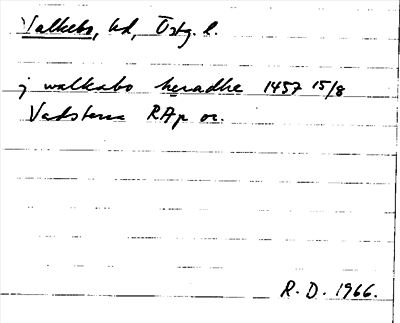 Valkebo, hd, Östg. l.
j walkabo heradhe 1457 15/8
Vadstena RAp or.
R. D. 1966.